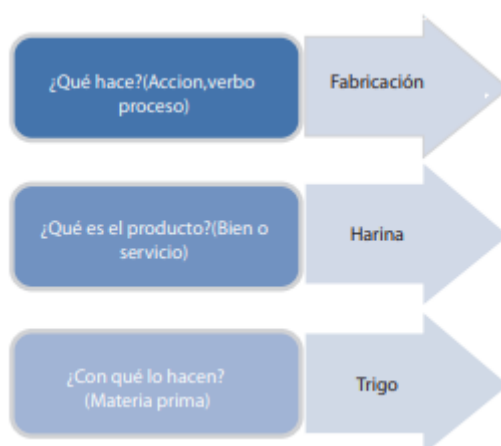 ¿Qué hace?(Accion,verbo
proceso)
Fabricación
¿Qué es el producto?(Bien o
servicio)
Harina
¿Con qué lo hacen?
(Materia prima)
Trigo